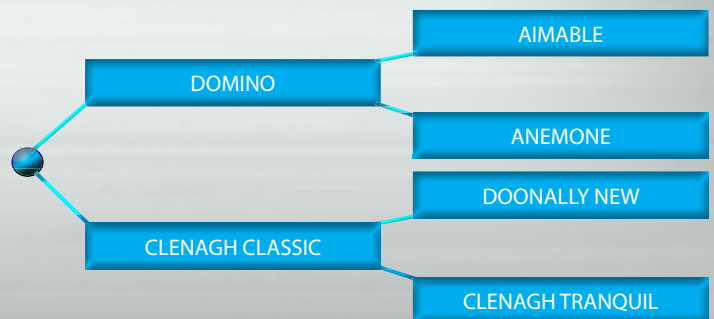 AIMABLE
DOMINO
ANEMONE
DOONALLY NEW
CLENAGH CLASSIC
CLENAGH TRANQUIL